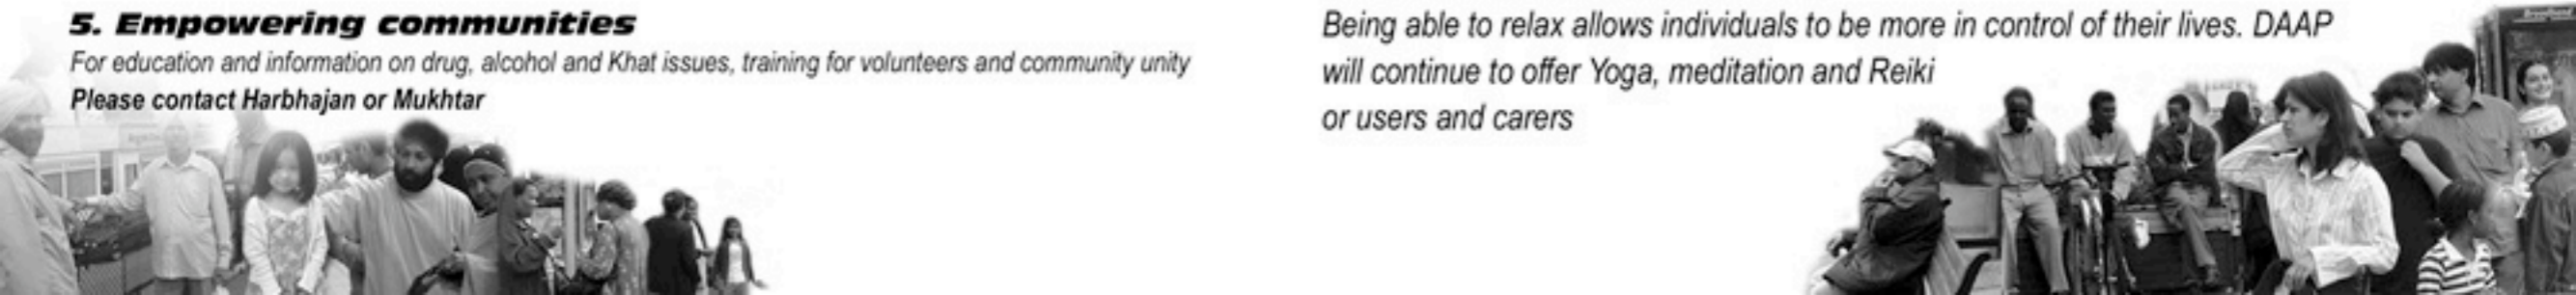 5. Empowering communities
For education and information on drug, alcohol and Khat issues, training for volunteers and community unity
Please contact Harbhajan or Mukhtar
Being able to relax allows individuals to be more in control of their lives. DAAP
will continue to offer Yoga, meditation and Reiki
or users and carers